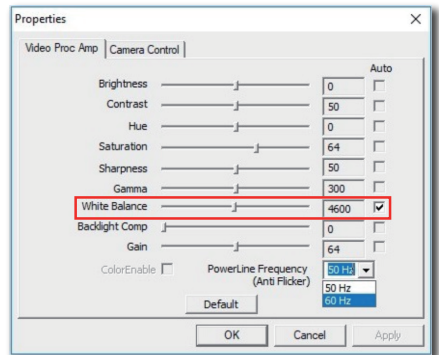 Properties
Video Proc Amp Camera Control
Auto
Brightness 0
Contrast 50
Hue 0
Saturation 64
Sharpness 50
Gamma 300
White Balance 4600
Backlight Comp 0
Gain 64
ColorEnable PowerLine Frequency 50 Hz
(Anti Flicker)
50 Hz
60 Hz
Default
OK Cancel Apply